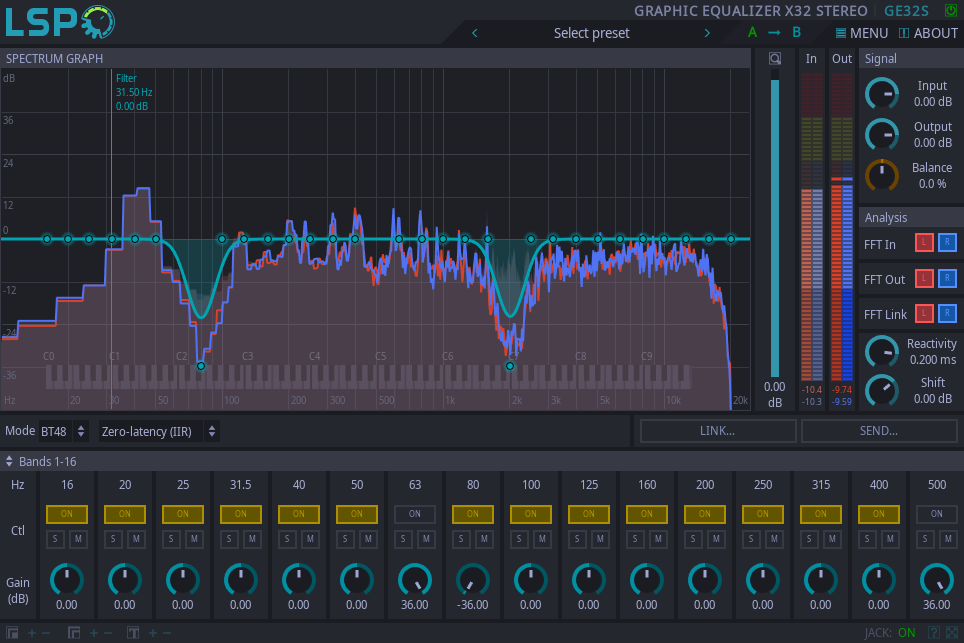 LSP
GRAPHIC EQUALIZER X32 STEREO GE32S
Select preset
A B
MENU ABOUT
SPECTRUM GRAPH
In Out
Signal
dB
Filter
31.50 Hz
0.00 dB
36
24
12
0
-12
-24
-36
C0 C1 C2 C3 C4 C5 C6 C7 C8 C9
Hz 20 30 50 100 200 300 500 1k 2k 3k 5k 10k 20k
0.00
dB
-10.4 -9.74
-10.3 -9.59
Input
0.00 dB
Output
0.00 dB
Balance
0.0 %
Analysis
FFT In L R
FFT Out L R
FFT Link L R
Reactivity
0.200 ms
Shift
0.00 dB
Mode BT48 Zero-latency (IIR)
LINK... SEND...
Bands 1-16
Hz 16 20 25 31.5 40 50 63 80 100 125 160 200 250 315 400 500
Ctl ON ON ON ON ON ON ON ON ON ON ON ON ON ON ON ON
S M S M S M S M S M S M S M S M S M S M S M S M S M S M S M S M
Gain
(dB)
0.00 0.00 0.00 0.00 0.00 0.00 36.00 -36.00 0.00 0.00 0.00 0.00 0.00 0.00 0.00 36.00
JACK: ON